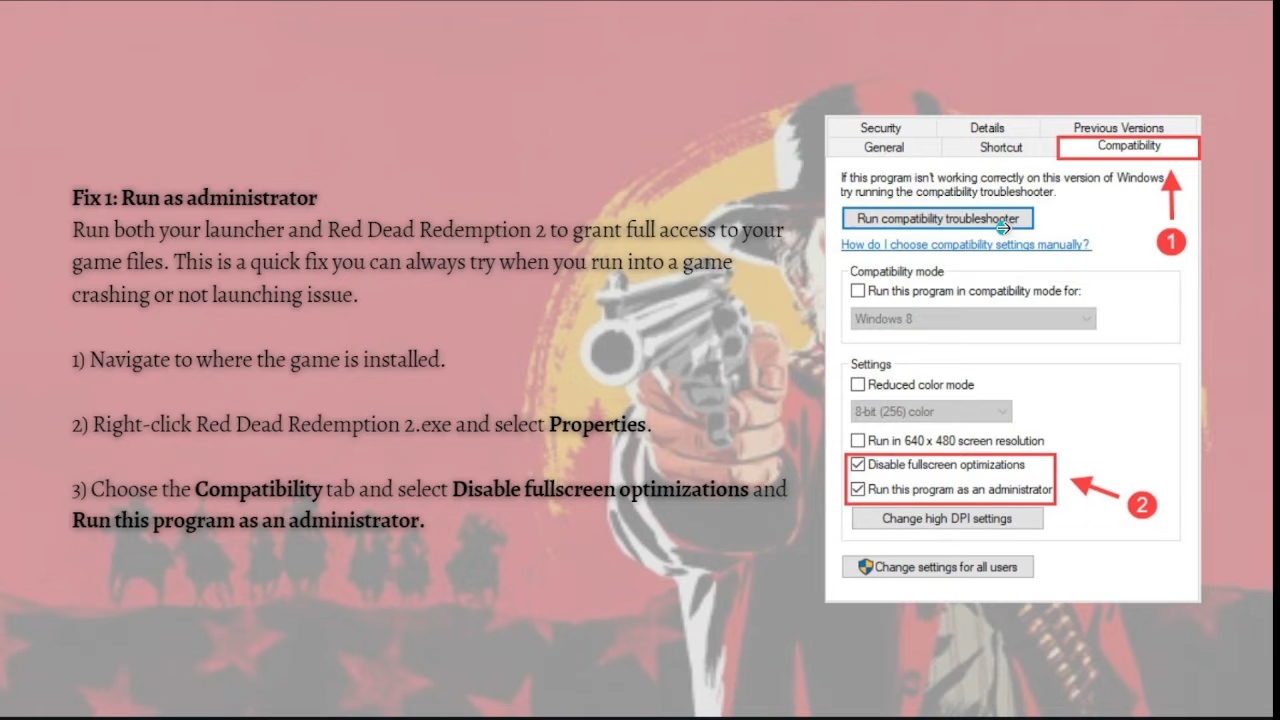 Fix 1: Run as administrator
Run both your launcher and Red Dead Redemption 2 to grant full access to your
game files. This is a quick fix you can always try when you run into a game
crashing or not launching issue.
1) Navigate to where the game is installed.
2) Right-click Red Dead Redemption 2.exe and select Properties.
3) Choose the Compatibility tab and select Disable fullscreen optimizations and
Run this program as an administrator.
Security Details Previous Versions
General Shortcut Compatibility
If this program isn't working correctly on this version of Windows,
try running the compatibility troubleshooter.
Run compatibility troubleshooter
How do I choose compatibility settings manually?
1
Compatibility mode
Run this program in compatibility mode for:
Windows 8
Settings
Reduced color mode
8-bit (256) color
Run in 640 x 480 screen resolution
Disable fullscreen optimizations
Run this program as an administrator
2
Change high DPI settings
Change settings for all users